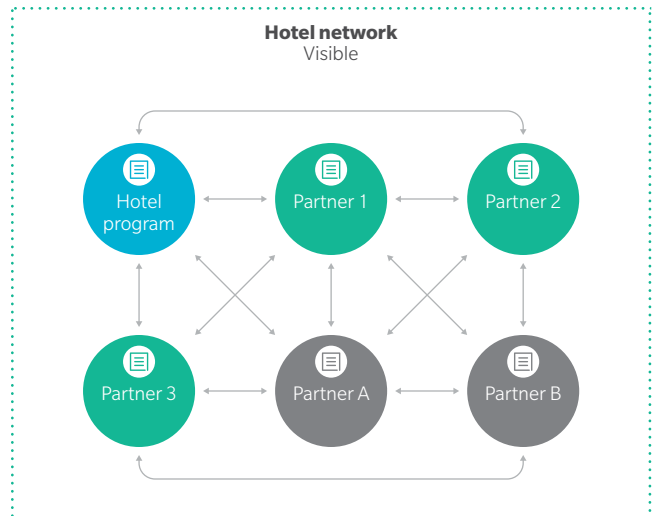 Hotel network
Visible
Hotel
program
Partner 1
Partner 2
Partner 3
Partner A
Partner B